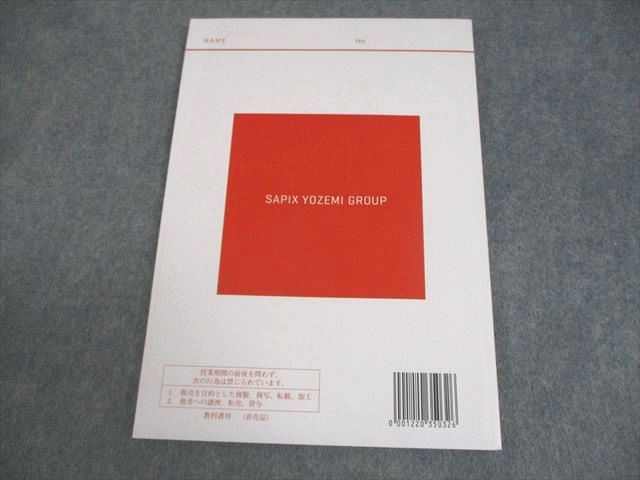 NAME No.
SAPIX YOZEMI GROUP
授業期間の前後を問わず、
次の行為は禁じられています。
1. 販売を目的とした複製、複写、転載、加工
2. 他者への譲渡、転売、貸与
教科書用 (非売品)
0 001220 350326